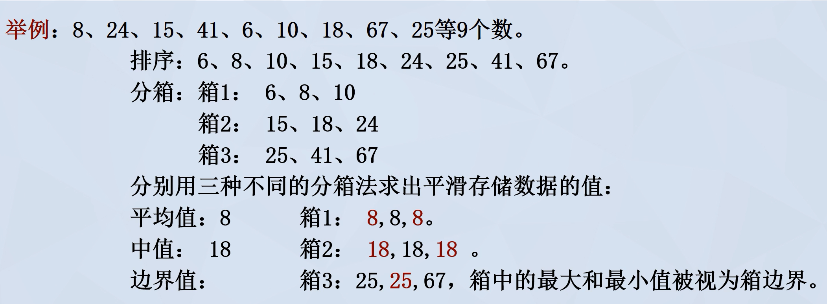 举例：8、24、15、41、6、10、18、67、25等9个数。
排序：6、8、10、15、18、24、25、41、67。
分箱：箱1： 6、8、10
箱2： 15、18、24
箱3： 25、41、67
分别用三种不同的分箱法求出平滑存储数据的值：
平均值：8 箱1： 8,8,8。
中值： 18 箱2： 18,18,18 。
边界值： 箱3：25,25,67，箱中的最大和最小值被视为箱边界。